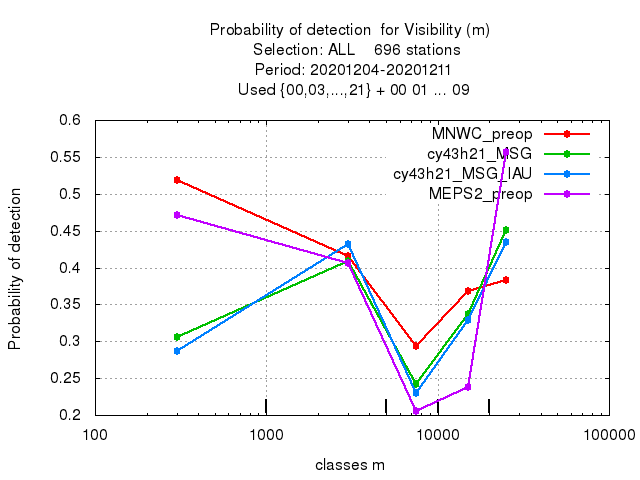 Probability of detection  for Visibility (m)
Selection: ALL    696 stations
Period: 20201204-20201211
Used {00,03,...,21} + 00 01 ... 09
0.6
0.55
0.5
0.45
0.4
0.35
0.3
0.25
0.2
Probability of detection
MNWC_preop
cy43h21_MSG
cy43h21_MSG_IAU
MEPS2_preop
100
1000
10000
100000
classes m